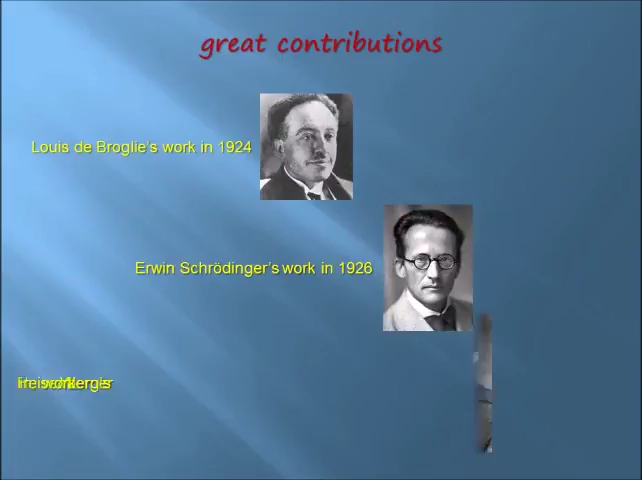 great contributions
Louis de Broglie's work in 1924
Erwin Schrödinger's work in 1926